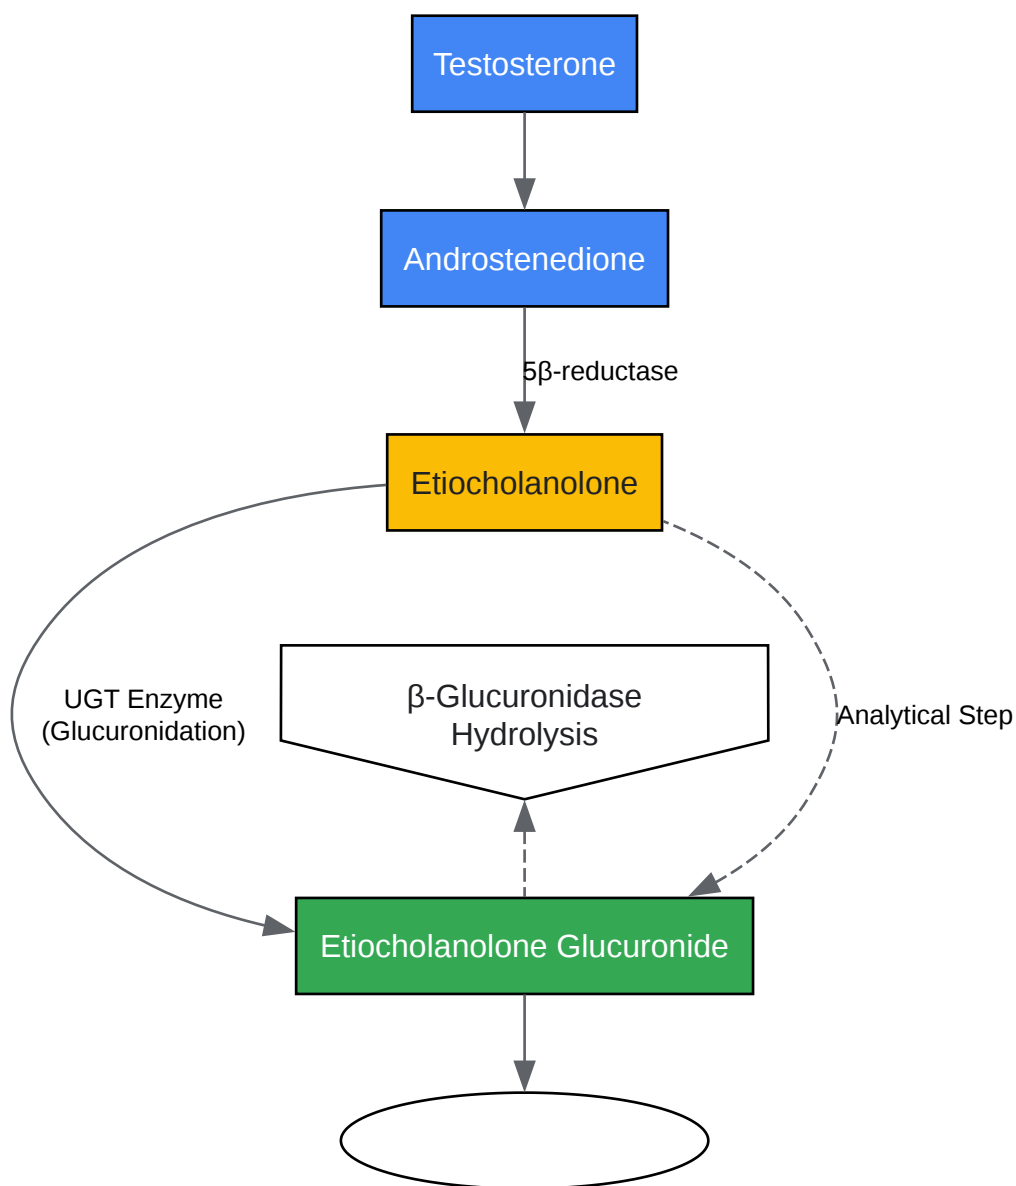 Testosterone
Androstenedione
5β-reductase
Etiocholanolone
UGT Enzyme
(Glucuronidation)
β-Glucuronidase
Hydrolysis
Analytical Step
Etiocholanolone Glucuronide